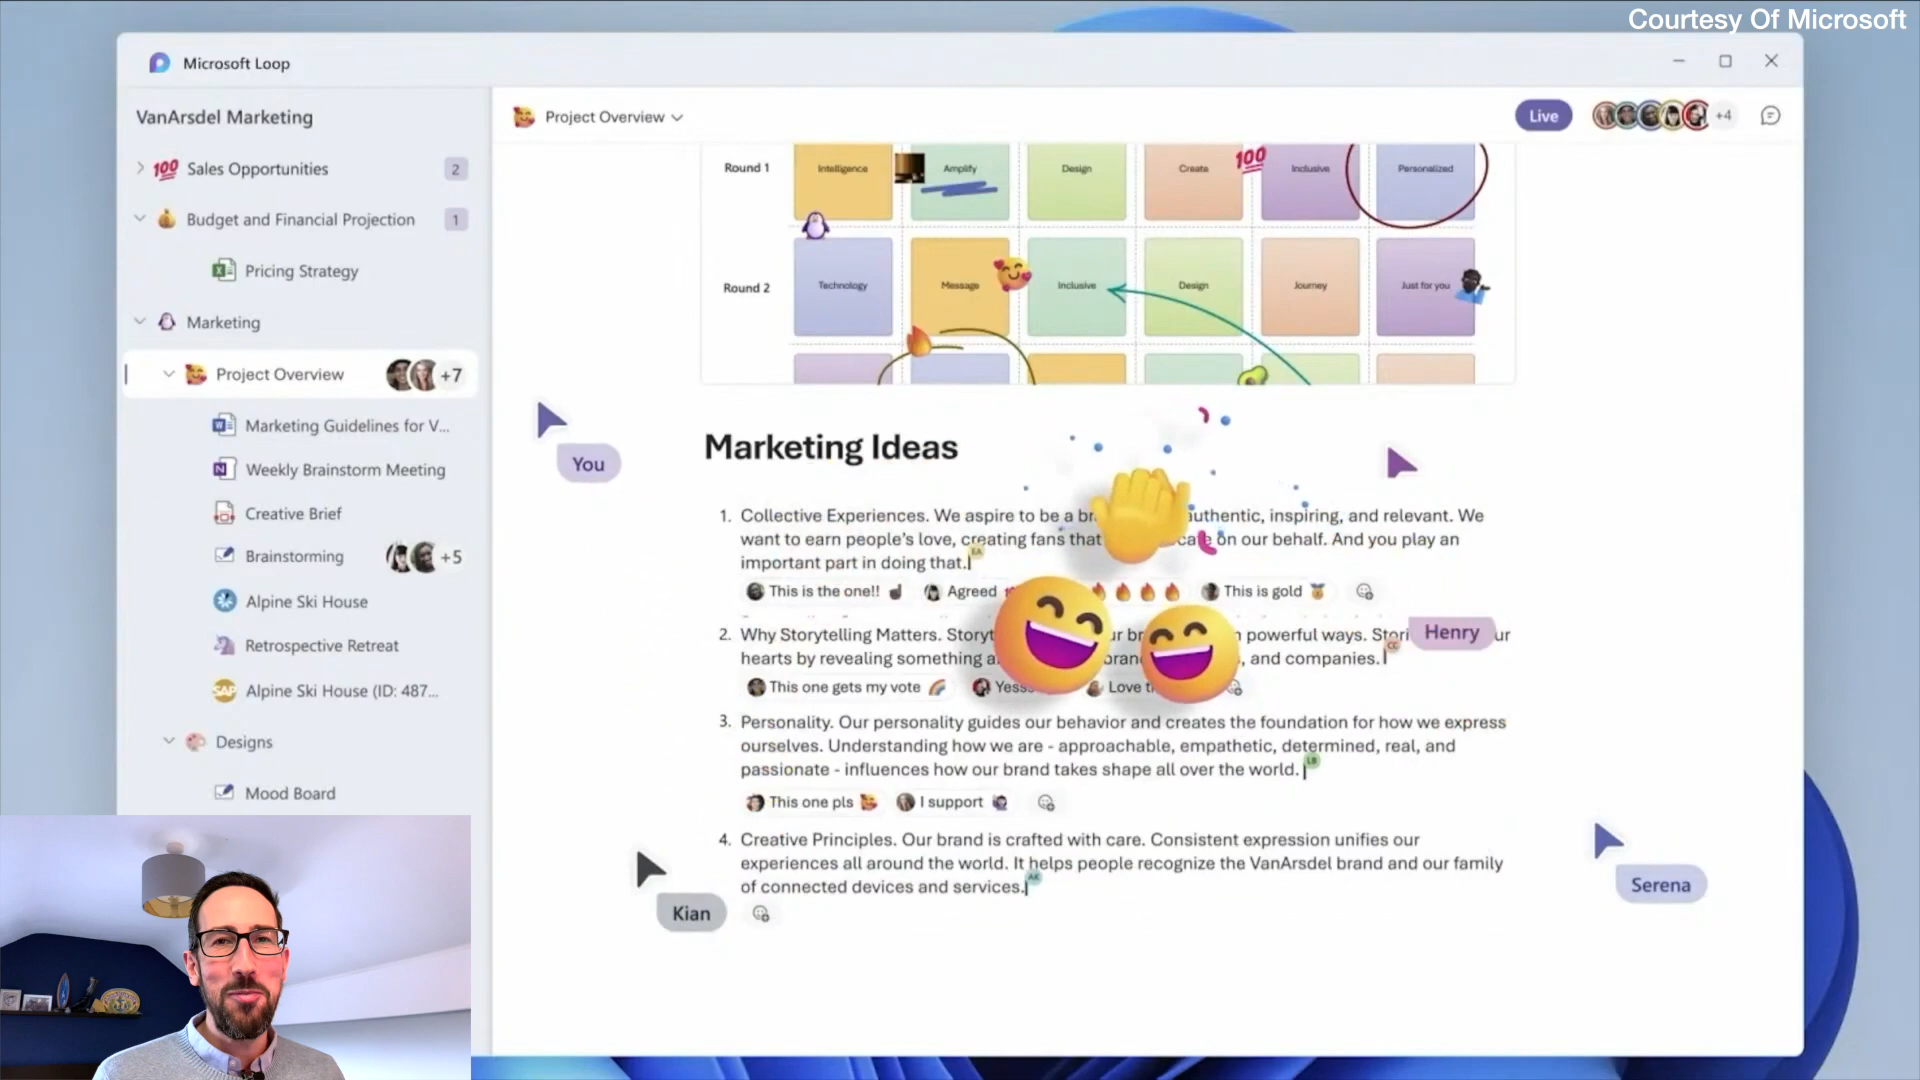 Courtesy Of Microsoft
Microsoft Loop
VanArsdel Marketing
Sales Opportunities 2
Budget and Financial Projection 1
Pricing Strategy
Marketing
Project Overview +7
Marketing Guidelines for V...
Weekly Brainstorm Meeting
Creative Brief
Brainstorming +5
Alpine Ski House
Retrospective Retreat
SAP Alpine Ski House (ID: 487...
Designs
Mood Board
Project Overview
Live +4
Round 1 Intelligence Amplify Design Create 100 Inclusive Personalized
Round 2 Technology Message Inclusive Design Journey Just for you
You
Marketing Ideas
1. Collective Experiences. We aspire to be a authentic, inspiring, and relevant. We
want to earn people's love, creating fans that on our behalf. And you play an
important part in doing that.
EA
This is the one!! Agreed This is gold
2. Why Storytelling Matters. powerful ways.
hearts by revealing something , and companies.
CC
Henry
This one gets my vote Love
3. Personality. Our personality guides our behavior and creates the foundation for how we express
ourselves. Understanding how we are - approachable, empathetic, determined, real, and
passionate - influences how our brand takes shape all over the world.
LB
This one pls I support
4. Creative Principles. Our brand is crafted with care. Consistent expression unifies our
experiences all around the world. It helps people recognize the VanArsdel brand and our family
of connected devices and services.
AK
Kian
Serena